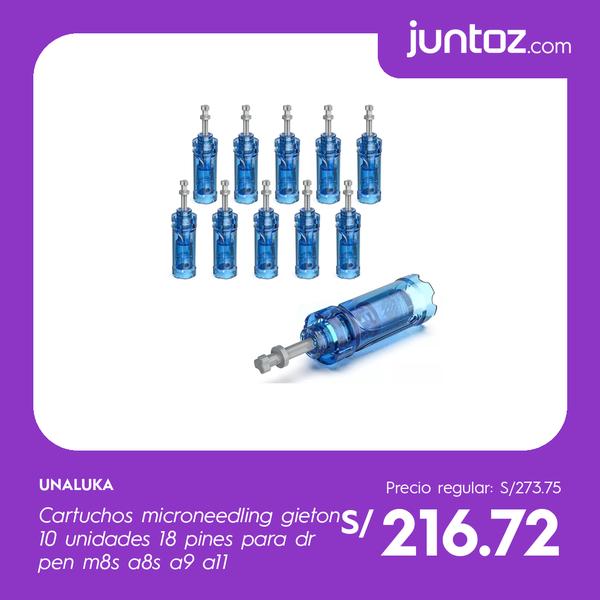 juntoz.com
UNALUKA
Cartuchos microneedling gieton
10 unidades 18 pines para dr
pen m8s a8s a9 a11
Precio regular: S/273.75
S/ 216.72